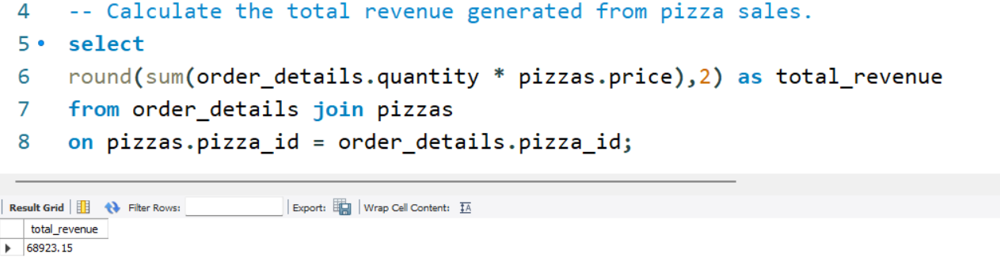 4 -- Calculate the total revenue generated from pizza sales.
5 select
6 round(sum(order_details.quantity * pizzas.price),2) as total_revenue
7 from order_details join pizzas
8 on pizzas.pizza_id = order_details.pizza_id;
Result Grid Filter Rows: Export: Wrap Cell Content: IA
total_revenue
68923.15